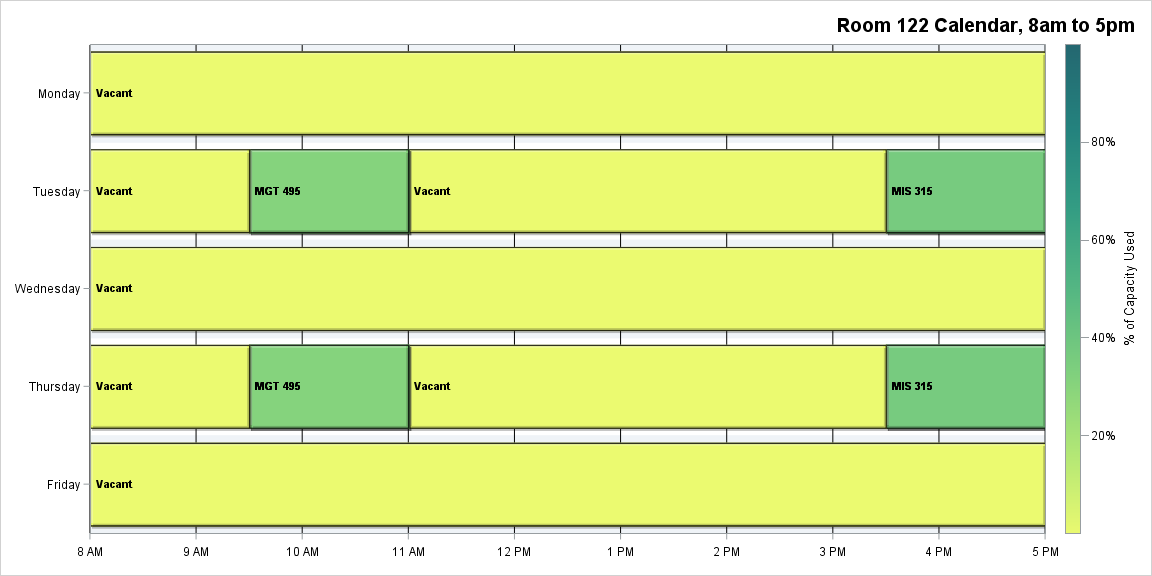 Room 122 Calendar, 8am to 5pm
Monday
Vacant
Tuesday
Vacant
MGT 495
Vacant
MIS 315
Wednesday
Vacant
Thursday
Vacant
MGT 495
Vacant
MIS 315
Friday
Vacant
8 AM
9 AM
10 AM
11 AM
12 PM
1 PM
2 PM
3 PM
4 PM
5 PM
80%
60%
40%
20%
% of Capacity Used